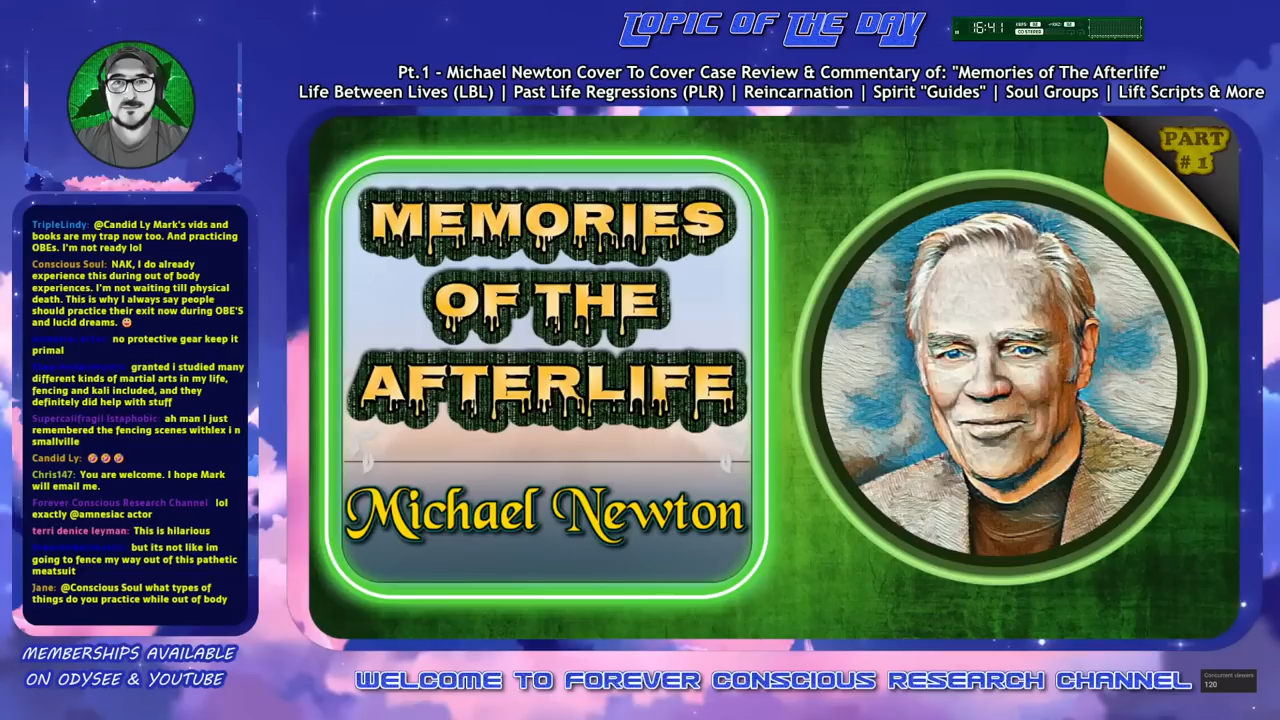 TOPIC OF THE DAY
16:41
Pt.1 - Michael Newton Cover To Cover Case Review & Commentary of: "Memories of The Afterlife"
Life Between Lives (LBL) | Past Life Regressions (PLR) | Reincarnation | Spirit "Guides" | Soul Groups | Lift Scripts & More
PART
# 1
MEMORIES
OF THE
AFTERLIFE
Michael Newton
TripleLindy: @Candid Ly Mark's vids and
books are my trap now too. And practicing
OBEs. I'm not ready lol
Conscious Soul: NAK, I do already
experience this during out of body
experiences. I'm not waiting till physical
death. This is why I always say people
should practice their exit now during OBE'S
and lucid dreams. 😀
no protective gear keep it
primal
granted i studied many
different kinds of martial arts in my life,
fencing and kali included, and they
definitely did help with stuff
Supercalifragil Istaphobic: ah man I just
remembered the fencing scenes withlex i n
smallville
Candid Ly: 🤣🤣🤣
Chris147: You are welcome. I hope Mark
will email me.
Forever Conscious Research Channel: lol
exactly @amnesiac actor
terri denice leyman: This is hilarious
but its not like im
going to fence my way out of this pathetic
meatsuit
Jane: @Conscious Soul what types of
things do you practice while out of body
MEMBERSHIPS AVAILABLE
ON ODYSEE & YOUTUBE
WELCOME TO FOREVER CONSCIOUS RESEARCH CHANNEL
Concurrent viewers
120